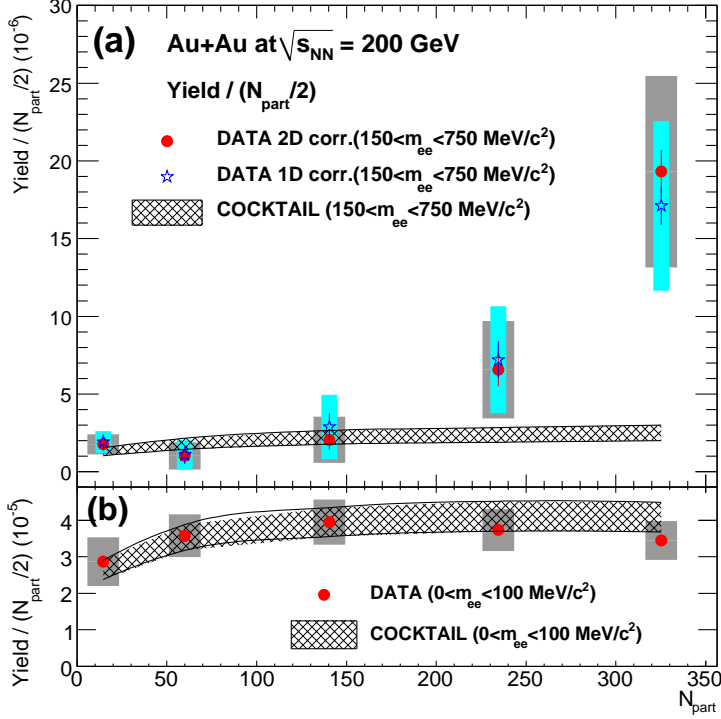 (a)
Au+Au at √s_NN = 200 GeV
Yield / (N_part/2)
DATA 2D corr.(150<m_ee<750 MeV/c²)
DATA 1D corr.(150<m_ee<750 MeV/c²)
COCKTAIL (150<m_ee<750 MeV/c²)
Yield / (N_part/2) (10⁻⁶)
30
25
20
15
10
5
0
(b)
DATA (0<m_ee<100 MeV/c²)
COCKTAIL (0<m_ee<100 MeV/c²)
Yield / (N_part/2) (10⁻⁵)
4
3
2
1
0
0 50 100 150 200 250 300 350
N_part